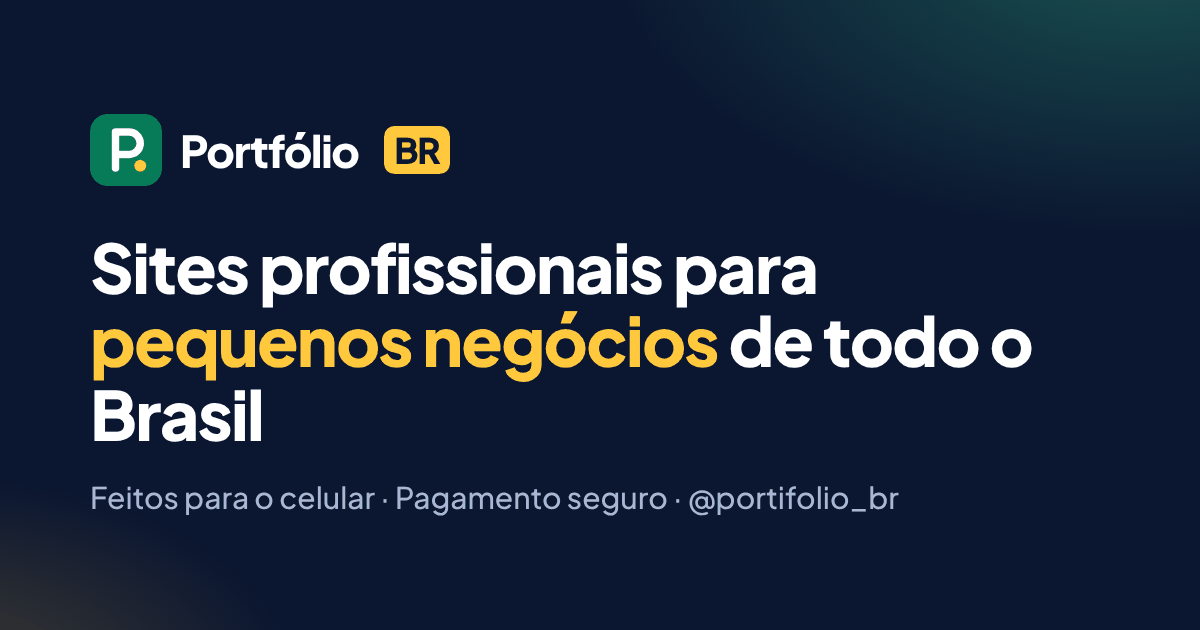 P. Portfólio BR
Sites profissionais para
pequenos negócios de todo o
Brasil
Feitos para o celular · Pagamento seguro · @portifolio_br